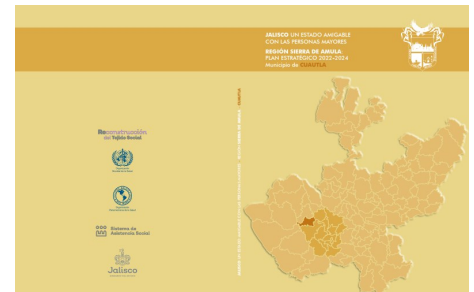 JALISCO UN ESTADO AMIGABLE
CON LAS PERSONAS MAYORES.
REGIÓN SIERRA DE AMULA
PLAN ESTRATÉGICO 2022-2024
Municipio de CUAUTLA
Reconstrucción
del Tejido Social
Sistema de
Asistencia Social
Jalisco